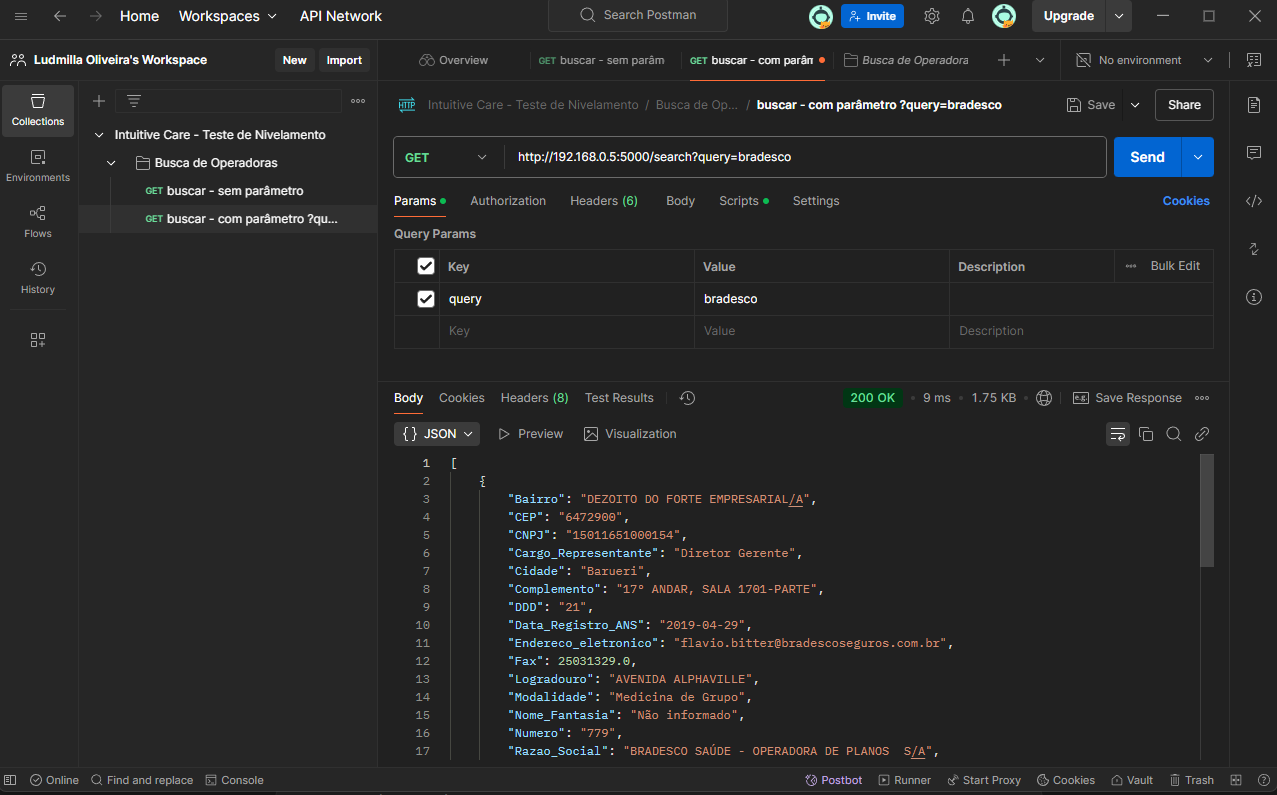 Home Workspaces API Network Search Postman Invite Upgrade
Ludmilla Oliveira's Workspace New Import Overview GET buscar - sem parâm GET buscar - com parâm Busca de Operadora No environment
Collections
Environments
Flows
History
Intuitive Care - Teste de Nivelamento
Busca de Operadoras
GET buscar - sem parâmetro
GET buscar - com parâmetro ?qu...
HTTP Intuitive Care - Teste de Nivelamento / Busca de Op... / buscar - com parâmetro ?query=bradesco Save Share
GET http://192.168.0.5:5000/search?query=bradesco Send
Params Authorization Headers (6) Body Scripts Settings Cookies
Query Params
Key Value Description Bulk Edit
query bradesco
Key Value Description
Body Cookies Headers (8) Test Results 200 OK 9 ms 1.75 KB e.g. Save Response
{} JSON Preview Visualization
1 [
2 {
3 "Bairro": "DEZOITO DO FORTE EMPRESARIAL/A",
4 "CEP": "6472900",
5 "CNPJ": "15011651000154",
6 "Cargo_Representante": "Diretor Gerente",
7 "Cidade": "Barueri",
8 "Complemento": "17º ANDAR, SALA 1701-PARTE",
9 "DDD": "21",
10 "Data_Registro_ANS": "2019-04-29",
11 "Endereco_eletronico": "flavio.bitter@bradescoseguros.com.br",
12 "Fax": 25031329.0,
13 "Logradouro": "AVENIDA ALPHAVILLE",
14 "Modalidade": "Medicina de Grupo",
15 "Nome_Fantasia": "Não informado",
16 "Numero": "779",
17 "Razao_Social": "BRADESCO SAÚDE - OPERADORA DE PLANOS  S/A",
Online Find and replace Console Postbot Runner Start Proxy Cookies Vault Trash